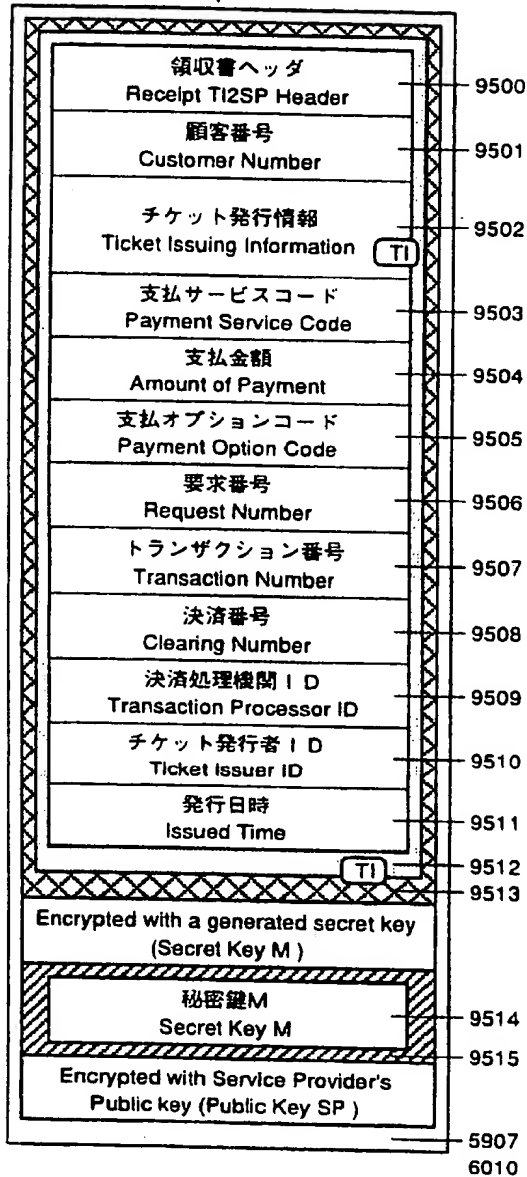 領収書ヘッダ
Receipt TI2SP Header
9500
顧客番号
Customer Number
9501
チケット発行情報
Ticket Issuing Information
TI
9502
支払サービスコード
Payment Service Code
9503
支払金額
Amount of Payment
9504
支払オプションコード
Payment Option Code
9505
要求番号
Request Number
9506
トランザクション番号
Transaction Number
9507
決済番号
Clearing Number
9508
決済処理機関ID
Transaction Processor ID
9509
チケット発行者ID
Ticket Issuer ID
9510
発行日時
Issued Time
9511
TI
9512
9513
Encrypted with a generated secret key
(Secret Key M )
秘密鍵M
Secret Key M
9514
9515
Encrypted with Service Provider's
Public key (Public Key SP )
5907
6010